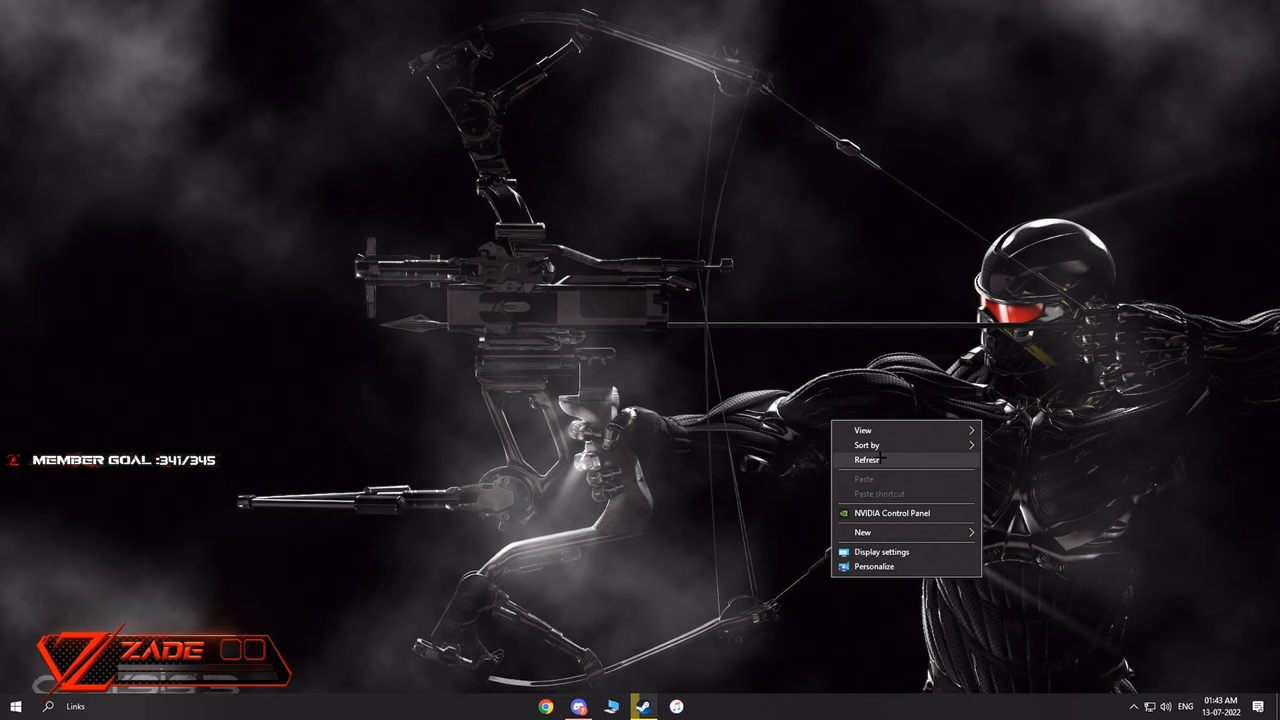 View
Sort by
Refresh
Paste
Paste shortcut
NVIDIA Control Panel
New
Display settings
Personalize
MEMBER GOAL :341/345
ZADE
Links
ENG
01:43 AM
13-07-2022